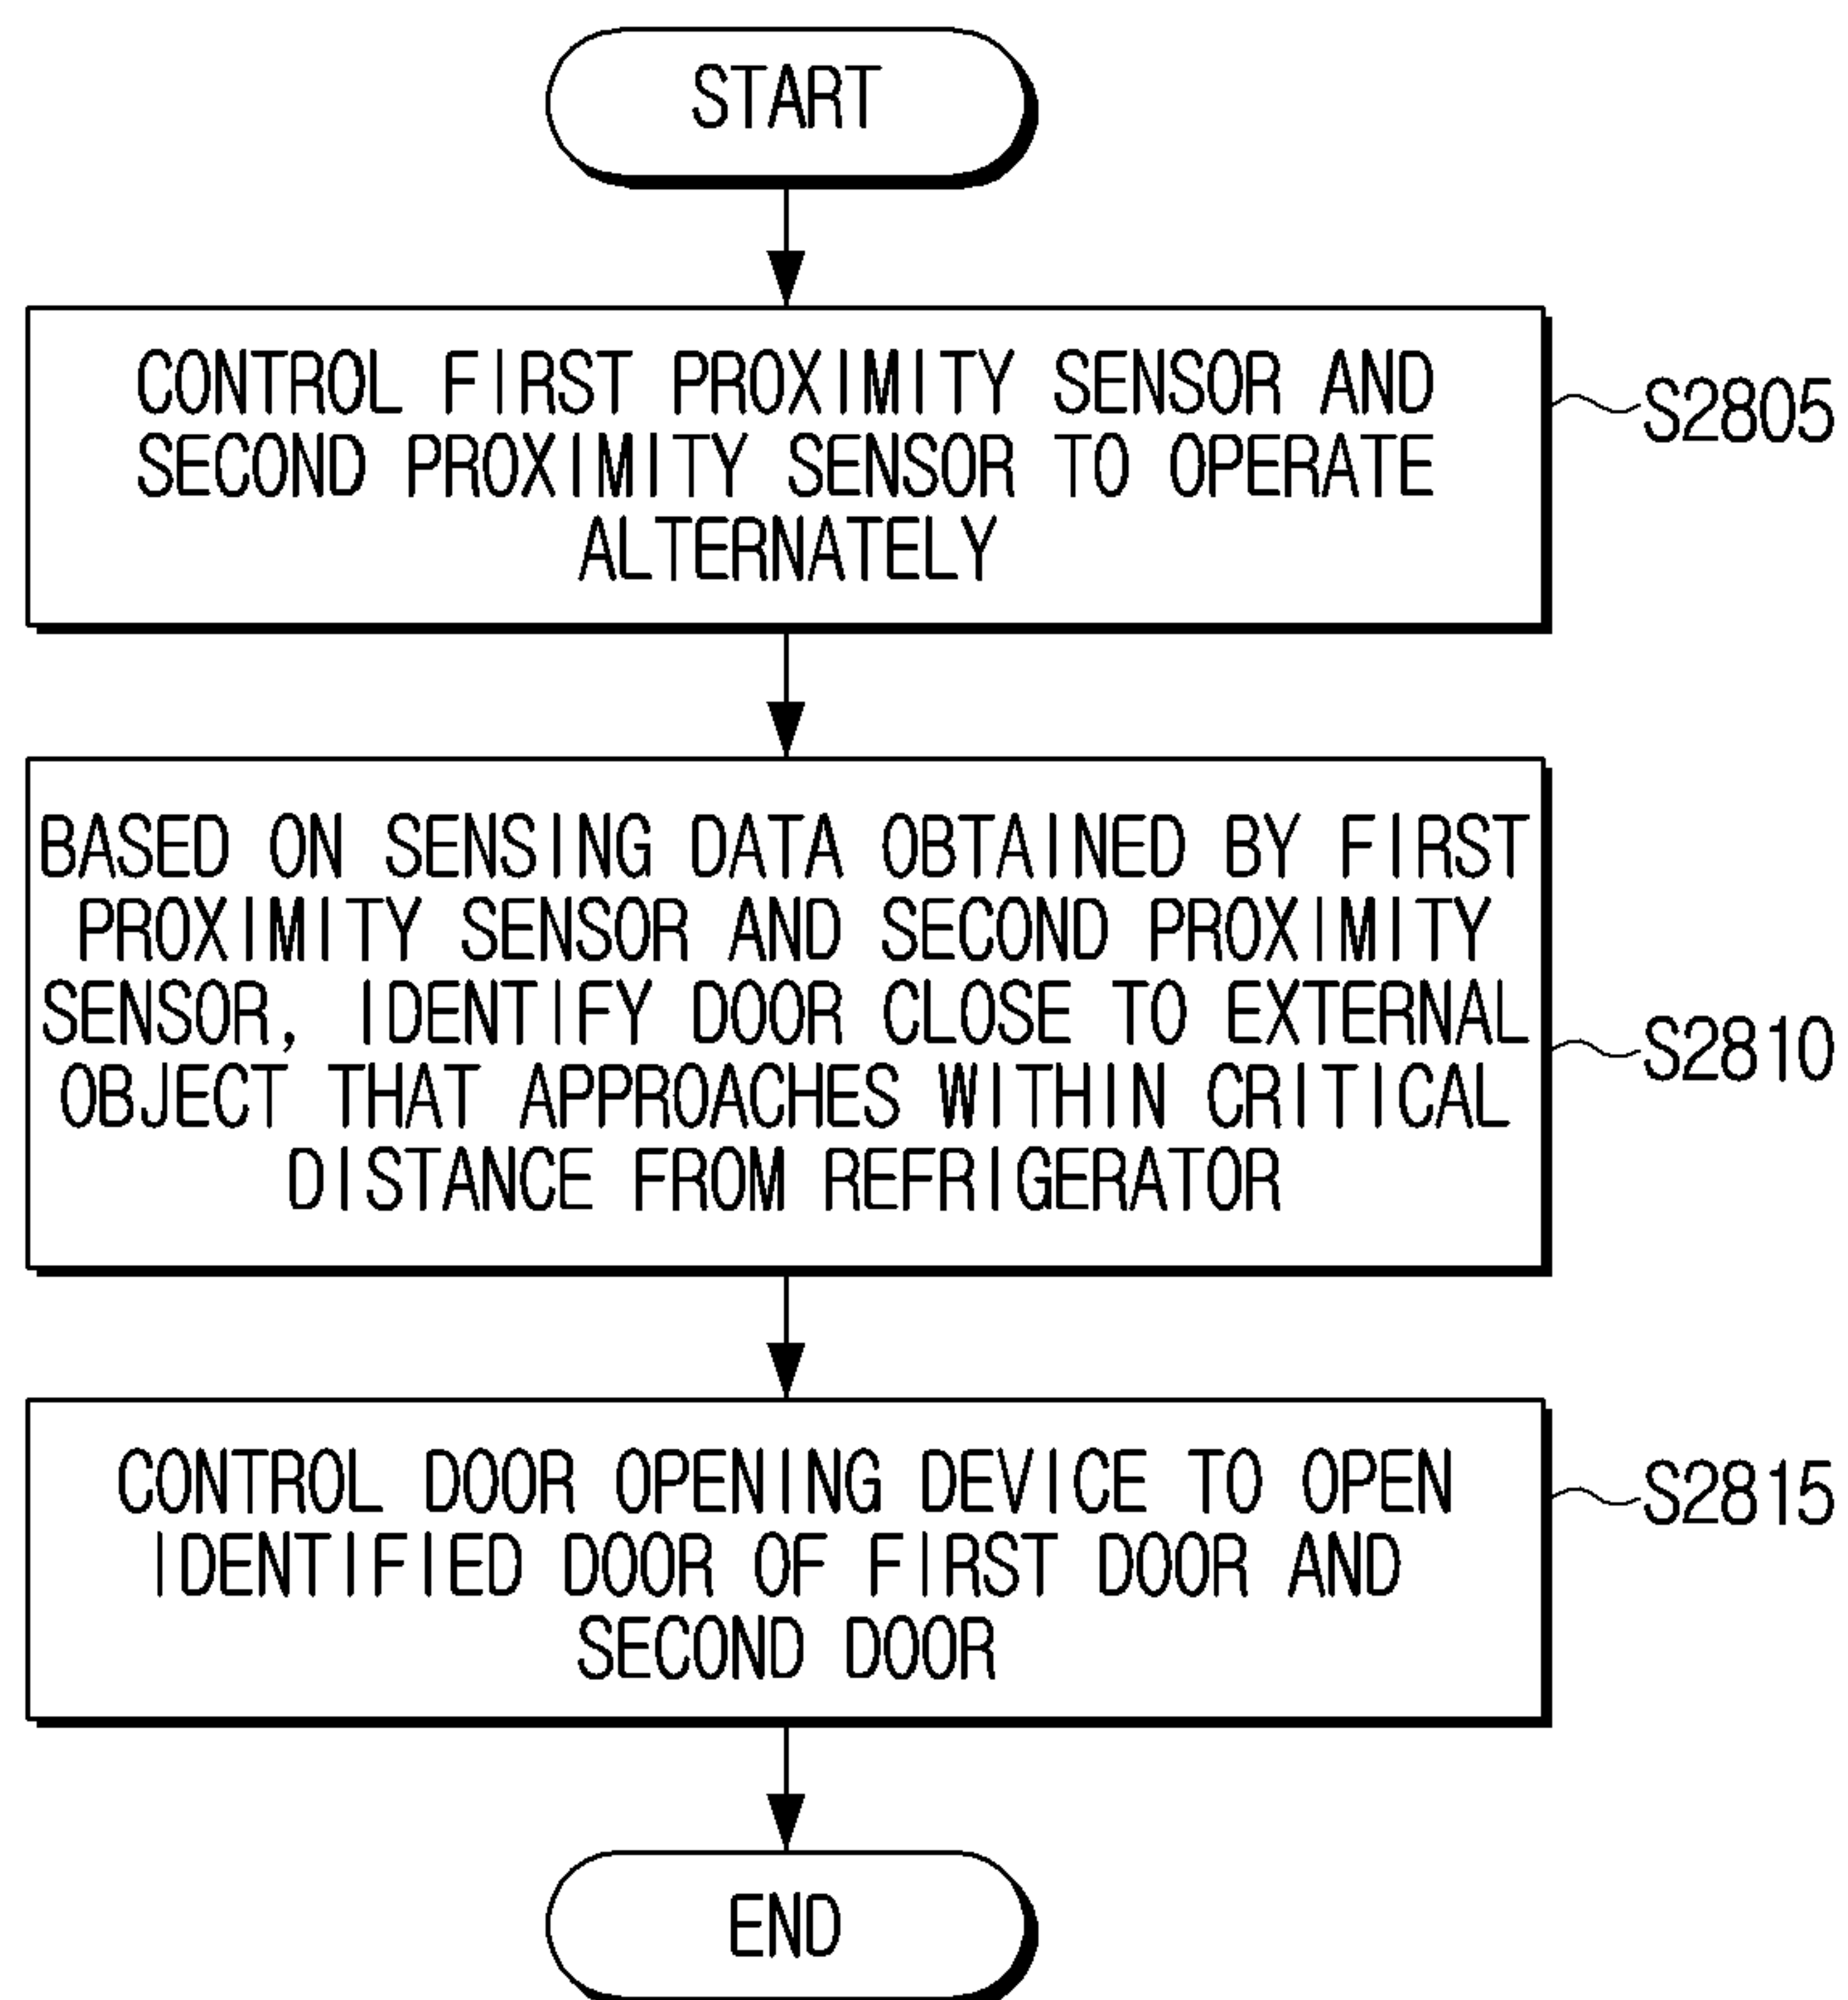 START
CONTROL FIRST PROXIMITY SENSOR AND
SECOND PROXIMITY SENSOR TO OPERATE
ALTERNATELY
S2805
BASED ON SENSING DATA OBTAINED BY FIRST
PROXIMITY SENSOR AND SECOND PROXIMITY
SENSOR, IDENTIFY DOOR CLOSE TO EXTERNAL
OBJECT THAT APPROACHES WITHIN CRITICAL
DISTANCE FROM REFRIGERATOR
S2810
CONTROL DOOR OPENING DEVICE TO OPEN
IDENTIFIED DOOR OF FIRST DOOR AND
SECOND DOOR
S2815
END